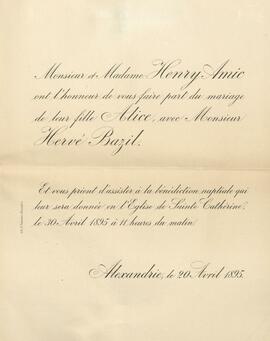 Monsieur et Madame Henry Amic
ont l'honneur de vous faire part du mariage
de leur fille Alice, avec Monsieur
Hervé Bazil.
Et vous prient d'assister à la bénédiction nuptiale qui
leur sera donnée en l'Eglise de Sainte Catherine,
le 30 Avril 1895 à 11 heures du matin.
Alexandrie, le 20 Avril 1895.